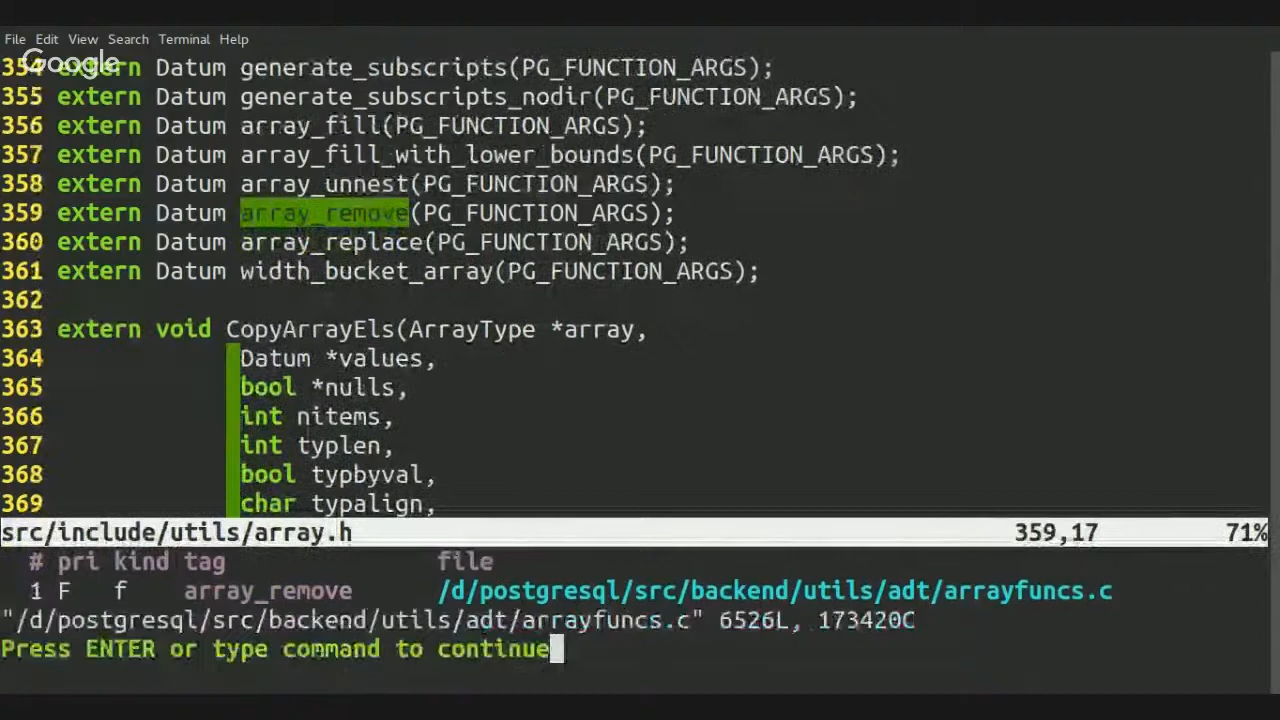 File Edit View Search Terminal Help
Google
354 extern Datum generate_subscripts(PG_FUNCTION_ARGS);
355 extern Datum generate_subscripts_nodir(PG_FUNCTION_ARGS);
356 extern Datum array_fill(PG_FUNCTION_ARGS);
357 extern Datum array_fill_with_lower_bounds(PG_FUNCTION_ARGS);
358 extern Datum array_unnest(PG_FUNCTION_ARGS);
359 extern Datum array_remove(PG_FUNCTION_ARGS);
360 extern Datum array_replace(PG_FUNCTION_ARGS);
361 extern Datum width_bucket_array(PG_FUNCTION_ARGS);
362
363 extern void CopyArrayEls(ArrayType *array,
364 Datum *values,
365 bool *nulls,
366 int nitems,
367 int typlen,
368 bool typbyval,
369 char typalign,
src/include/utils/array.h 359,17 71%
# pri kind tag file
1 F f array_remove /d/postgresql/src/backend/utils/adt/arrayfuncs.c
"/d/postgresql/src/backend/utils/adt/arrayfuncs.c" 6526L, 173420C
Press ENTER or type command to continue